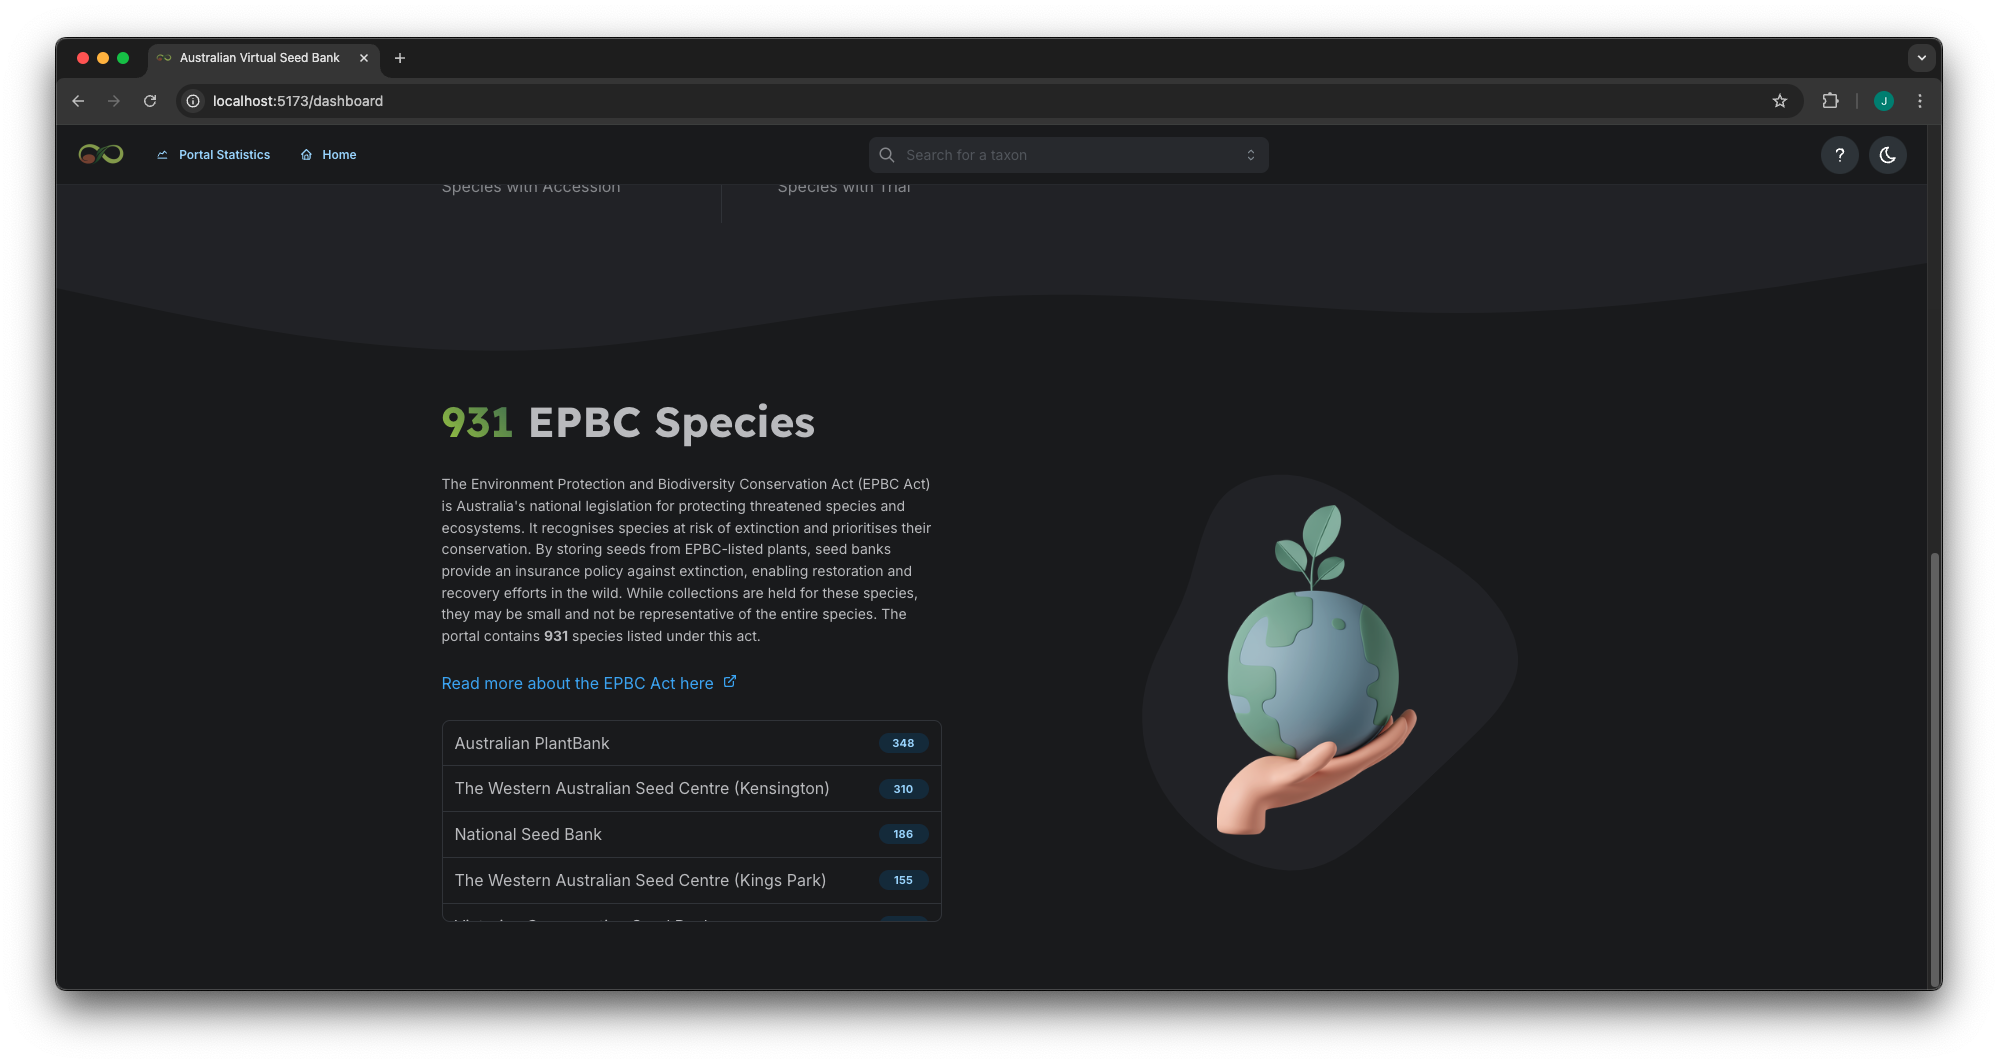 Australian Virtual Seed Bank
localhost:5173/dashboard
J
Portal Statistics
Home
Search for a taxon
?
Species with Accession
Species with Trial
931 EPBC Species
The Environment Protection and Biodiversity Conservation Act (EPBC Act)
is Australia's national legislation for protecting threatened species and
ecosystems. It recognises species at risk of extinction and prioritises their
conservation. By storing seeds from EPBC-listed plants, seed banks
provide an insurance policy against extinction, enabling restoration and
recovery efforts in the wild. While collections are held for these species,
they may be small and not be representative of the entire species. The
portal contains 931 species listed under this act.
Read more about the EPBC Act here
Australian PlantBank 348
The Western Australian Seed Centre (Kensington) 310
National Seed Bank 186
The Western Australian Seed Centre (Kings Park) 155